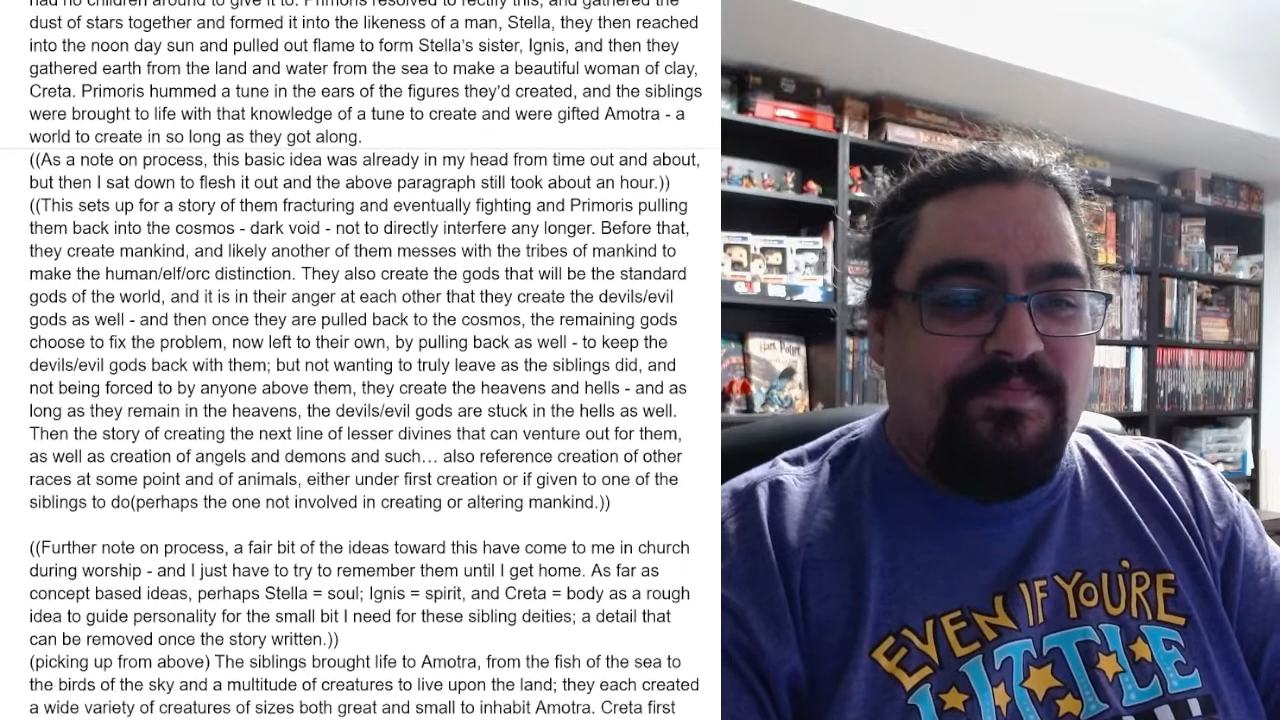 had no children around to give it to. Primoris resolved to rectify this, and gathered the
dust of stars together and formed it into the likeness of a man, Stella, they then reached
into the noon day sun and pulled out flame to form Stella's sister, Ignis, and then they
gathered earth from the land and water from the sea to make a beautiful woman of clay,
Creta. Primoris hummed a tune in the ears of the figures they'd created, and the siblings
were brought to life with that knowledge of a tune to create and were gifted Amotra - a
world to create in so long as they got along.
((As a note on process, this basic idea was already in my head from time out and about,
but then I sat down to flesh it out and the above paragraph still took about an hour.))
((This sets up for a story of them fracturing and eventually fighting and Primoris pulling
them back into the cosmos - dark void - not to directly interfere any longer. Before that,
they create mankind, and likely another of them messes with the tribes of mankind to
make the human/elf/orc distinction. They also create the gods that will be the standard
gods of the world, and it is in their anger at each other that they create the devils/evil
gods as well - and then once they are pulled back to the cosmos, the remaining gods
choose to fix the problem, now left to their own, by pulling back as well - to keep the
devils/evil gods back with them; but not wanting to truly leave as the siblings did, and
not being forced to by anyone above them, they create the heavens and hells - and as
long as they remain in the heavens, the devils/evil gods are stuck in the hells as well.
Then the story of creating the next line of lesser divines that can venture out for them,
as well as creation of angels and demons and such… also reference creation of other
races at some point and of animals, either under first creation or if given to one of the
siblings to do(perhaps the one not involved in creating or altering mankind.))
((Further note on process, a fair bit of the ideas toward this have come to me in church
during worship - and I just have to try to remember them until I get home. As far as
concept based ideas, perhaps Stella = soul; Ignis = spirit, and Creta = body as a rough
idea to guide personality for the small bit I need for these sibling deities; a detail that
can be removed once the story written.))
(picking up from above) The siblings brought life to Amotra, from the fish of the sea to
the birds of the sky and a multitude of creatures to live upon the land; they each created
a wide variety of creatures of sizes both great and small to inhabit Amotra. Creta first
Harry Potter
EVEN IF YOU'RE
LITTLE